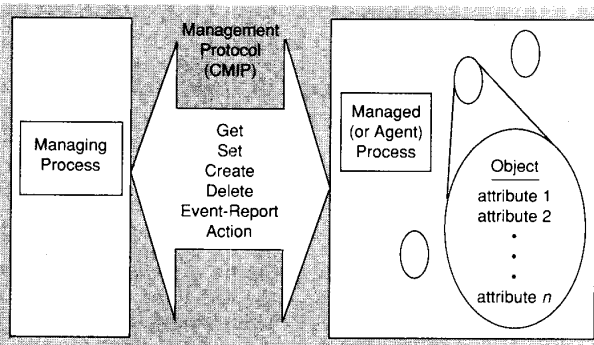 Management
Protocol
(CMIP)
Managing
Process
Get
Set
Create
Delete
Event-Report
Action
Managed
(or Agent)
Process
Object
attribute 1
attribute 2
•
•
•
attribute n